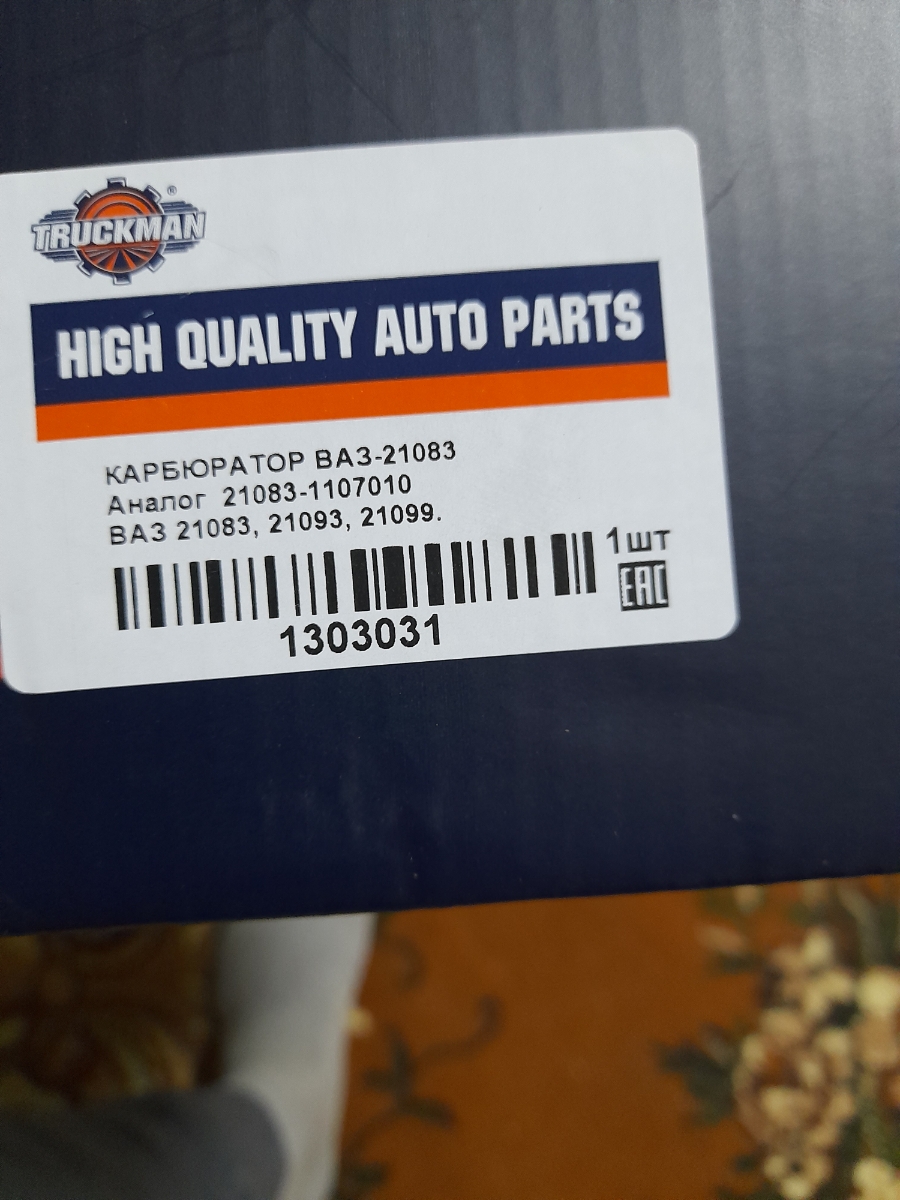 TRUCKMAN ®
HIGH QUALITY AUTO PARTS
КАРБЮРАТОР ВАЗ-21083
Аналог 21083-1107010
ВАЗ 21083, 21093, 21099.
1шт
EAC
1303031